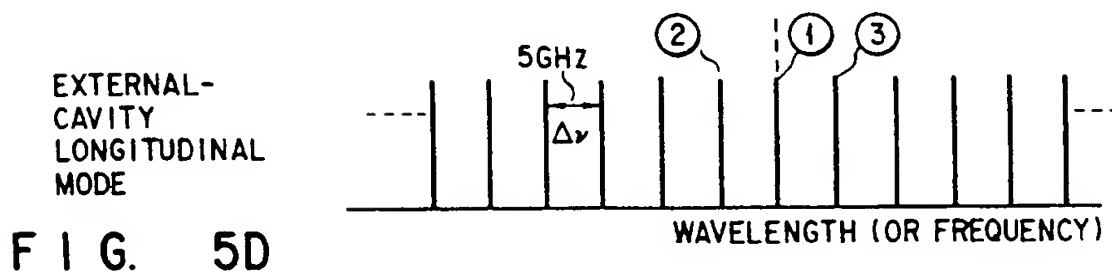 EXTERNAL-
CAVITY
LONGITUDINAL
MODE
5GHz
Δν
② ① ③
WAVELENGTH (OR FREQUENCY)
FIG. 5D